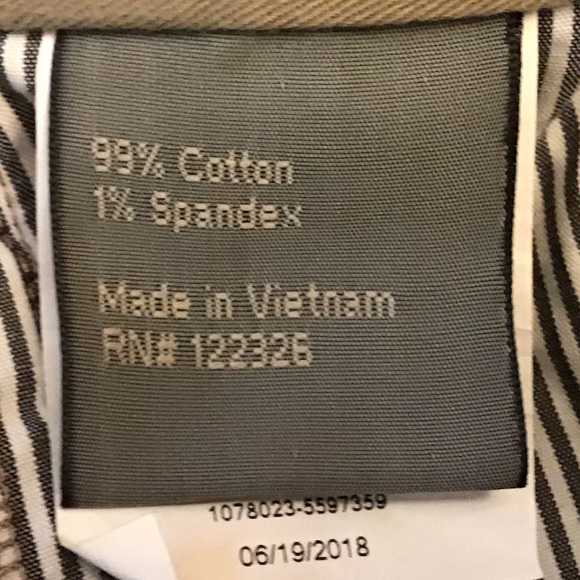 99% Cotton
1% Spandex
Made in Vietnam
RN# 122326
1078023-5597359
06/19/2018